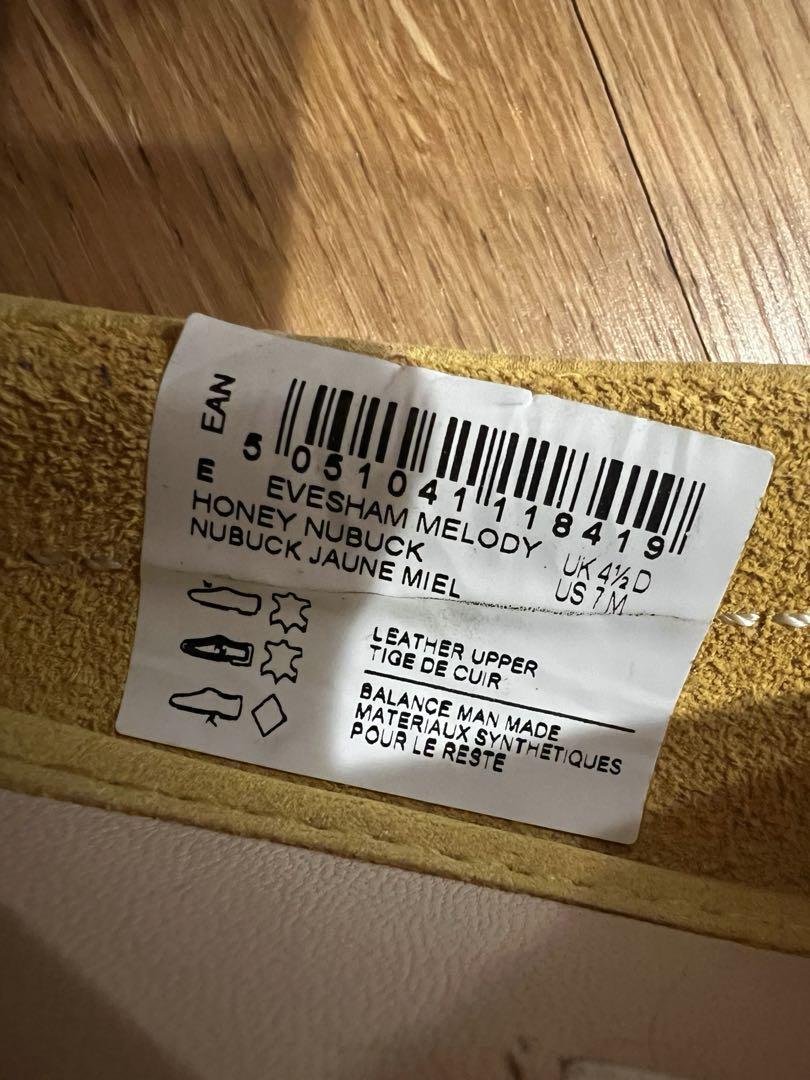 EAN
5 051041 118419
E EVESHAM MELODY
HONEY NUBUCK
NUBUCK JAUNE MIEL
UK 4½ D
US 7 M
LEATHER UPPER
TIGE DE CUIR
BALANCE MAN MADE
MATERIAUX SYNTHETIQUES
POUR LE RESTE